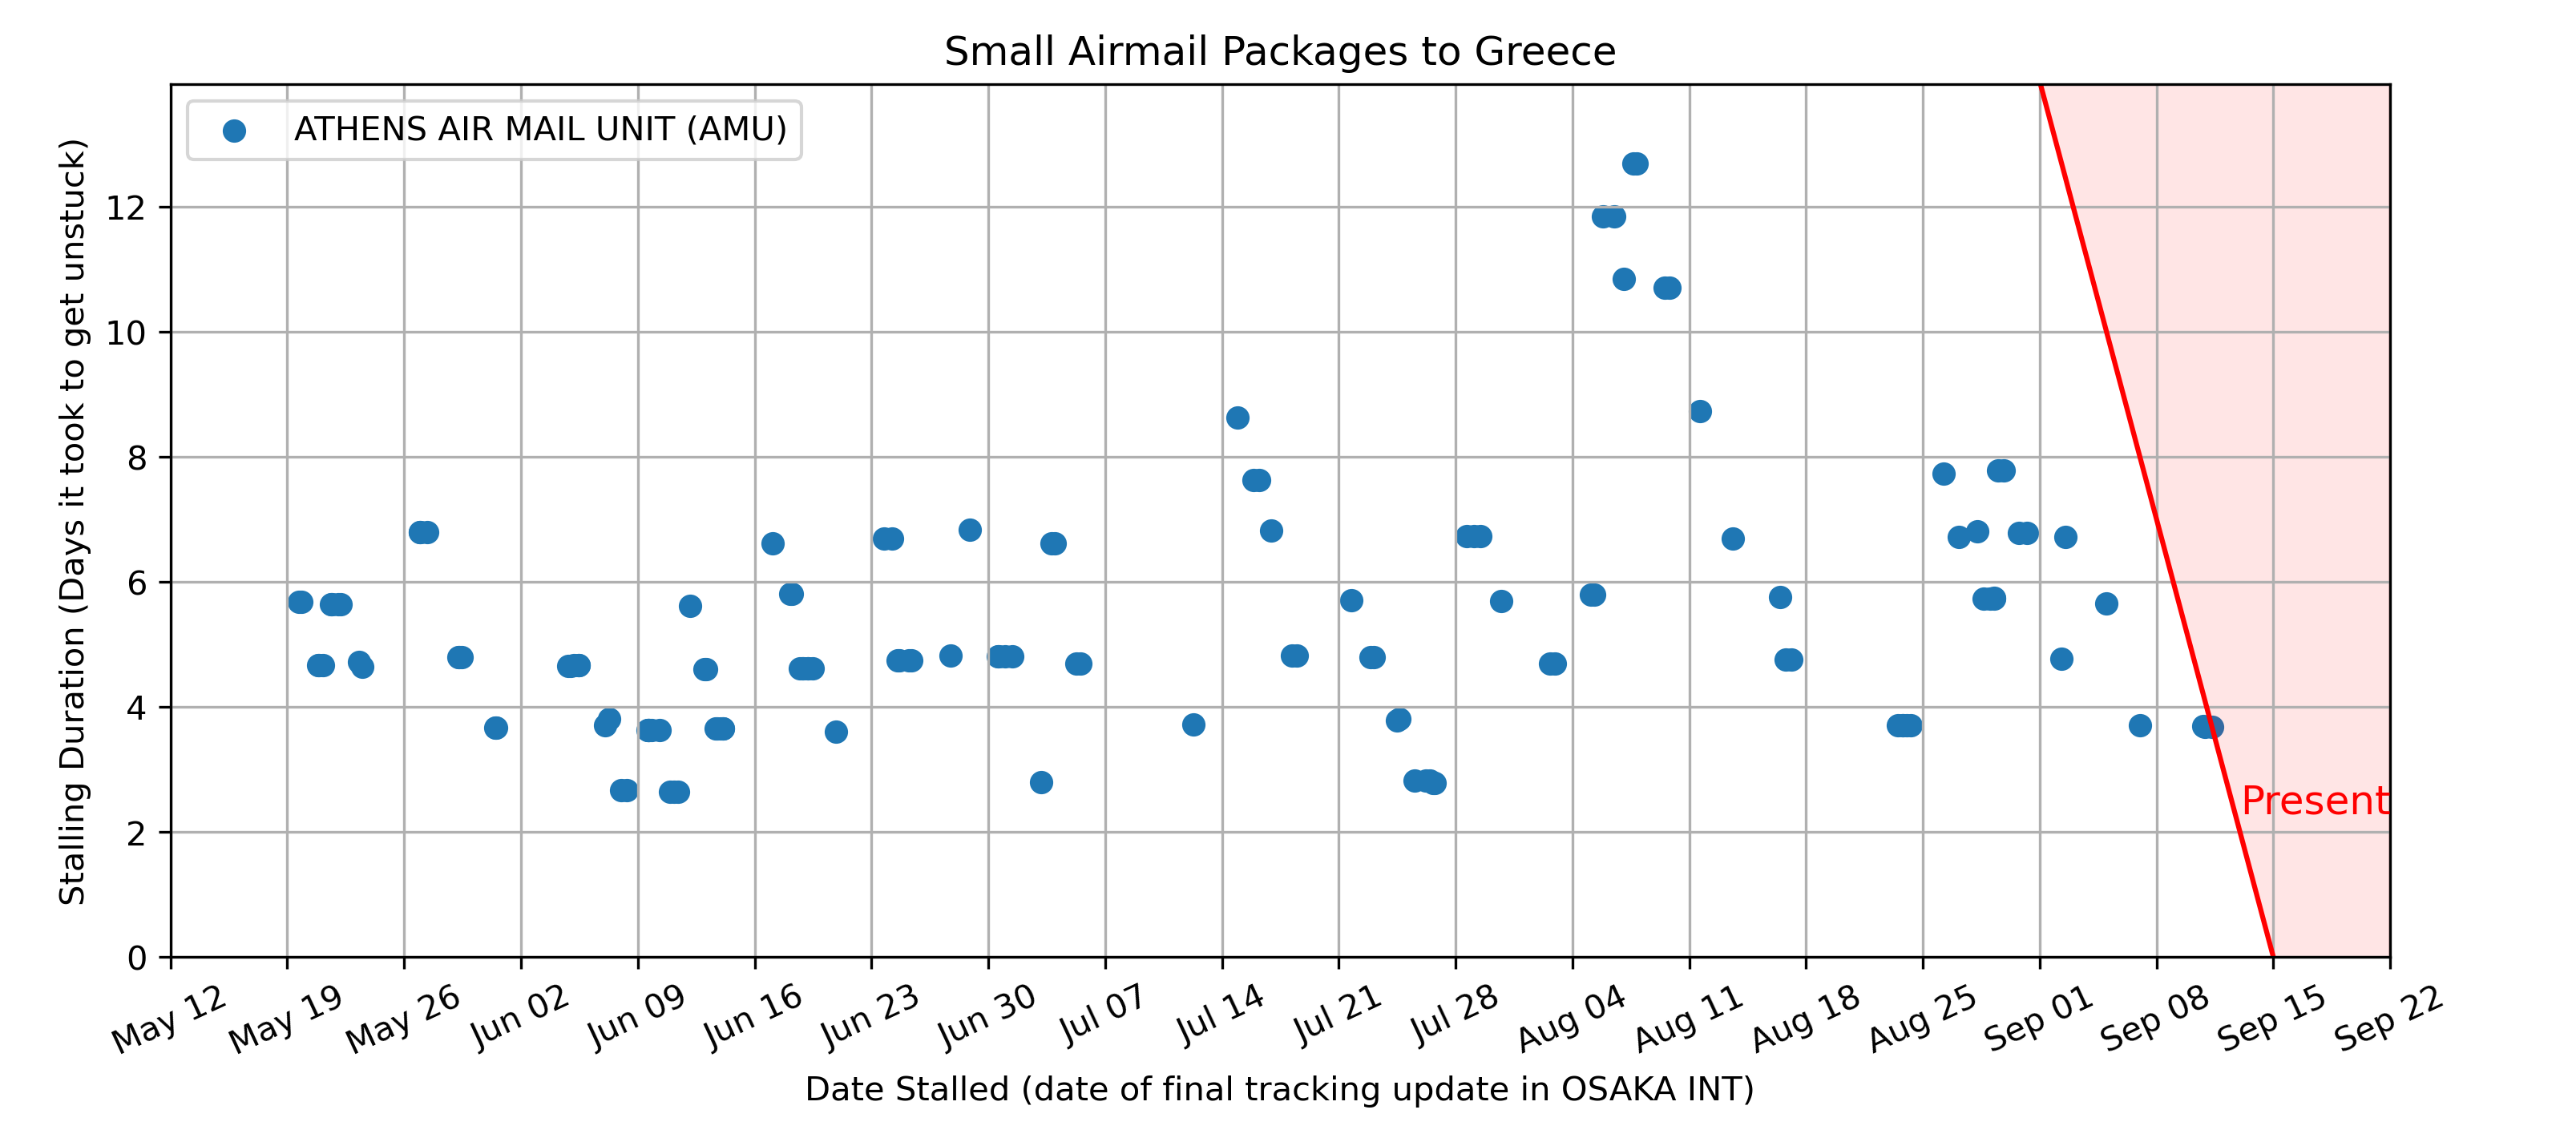 Small Airmail Packages to Greece
ATHENS AIR MAIL UNIT (AMU)
Stalling Duration (Days it took to get unstuck)
12
10
8
6
4
2
0
Present
May 12 May 19 May 26 Jun 02 Jun 09 Jun 16 Jun 23 Jun 30 Jul 07 Jul 14 Jul 21 Jul 28 Aug 04 Aug 11 Aug 18 Aug 25 Sep 01 Sep 08 Sep 15 Sep 22
Date Stalled (date of final tracking update in OSAKA INT)